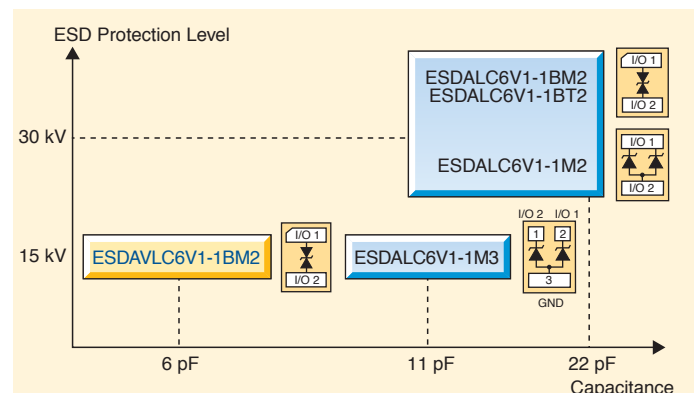 ESD Protection Level
I/O 1
ESDALC6V1-1BM2
ESDALC6V1-1BT2
I/O 2
30 kV
I/O 1
ESDALC6V1-1M2
I/O 2
I/O 2 I/O 1
I/O 1
1 2
15 kV
ESDAVLC6V1-1BM2
ESDALC6V1-1M3
I/O 2
3
GND
6 pF
11 pF
22 pF
Capacitance